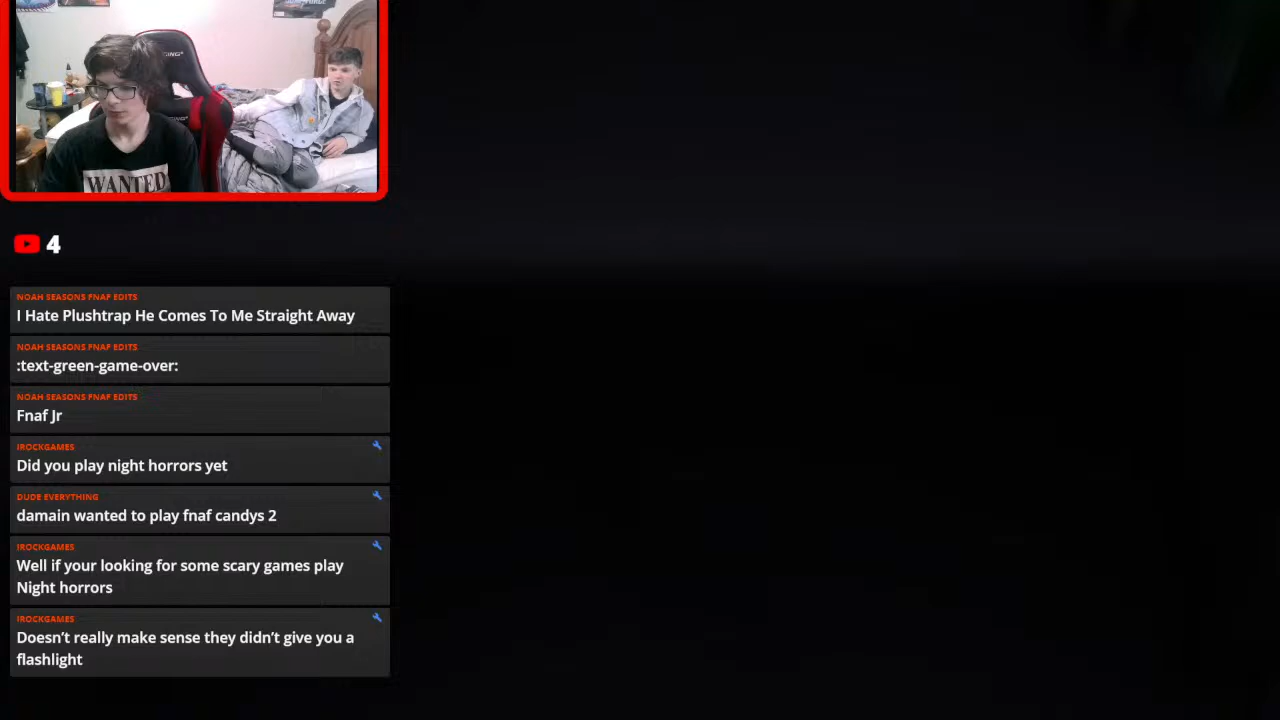 WANTED
4
NOAH SEASONS FNAF EDITS
I Hate Plushtrap He Comes To Me Straight Away
NOAH SEASONS FNAF EDITS
:text-green-game-over:
NOAH SEASONS FNAF EDITS
Fnaf Jr
IROCKGAMES
Did you play night horrors yet
DUDE EVERYTHING
damain wanted to play fnaf candys 2
IROCKGAMES
Well if your looking for some scary games play
Night horrors
IROCKGAMES
Doesn't really make sense they didn't give you a
flashlight